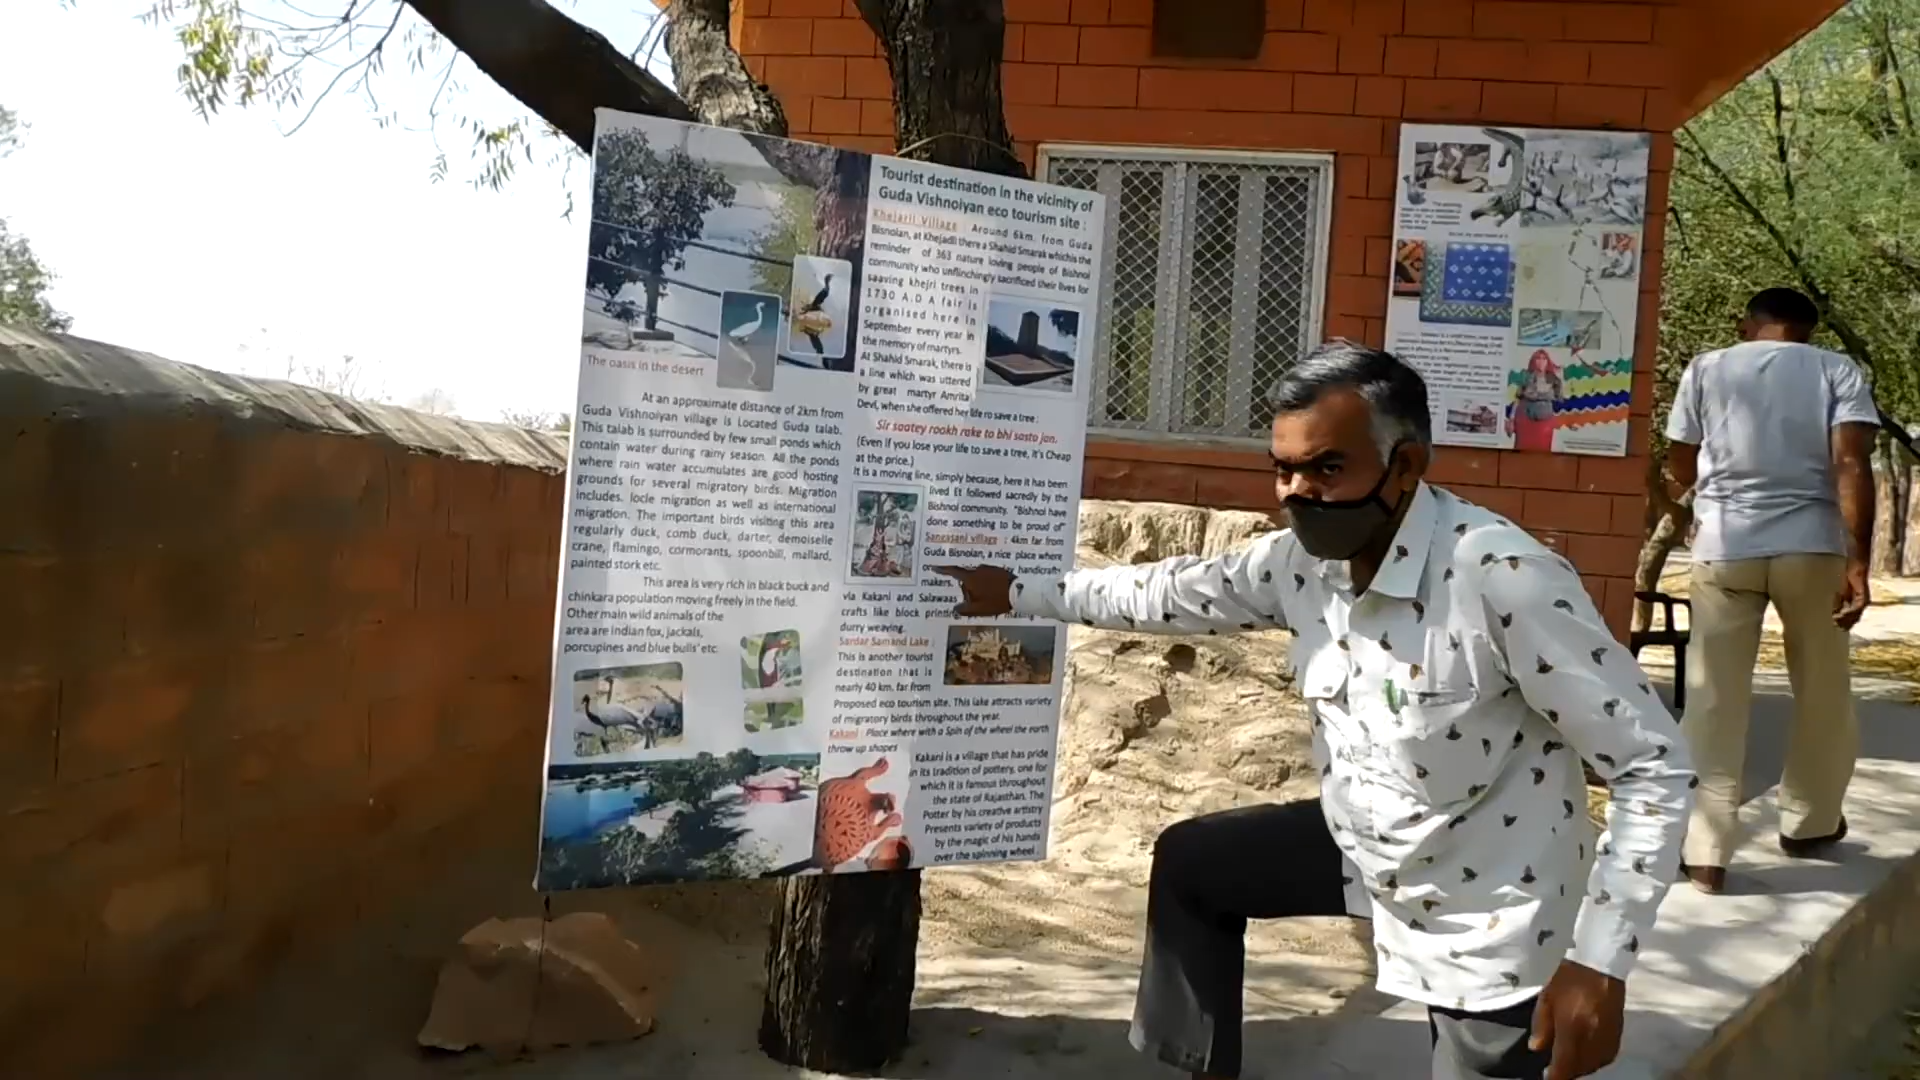 The oasis in the desert
At an approximate distance of 2km from
Guda Vishnoiyan village is Located Guda talab.
This talab is surrounded by few small ponds which
contain water during rainy season. All the ponds
where rain water accumulates are good hosting
grounds for several migratory birds. Migration
includes. locle migration as well as international
migration. The important birds visiting this area
regularly duck, comb duck, darter, demoiselle
crane, flamingo, cormorants, spoonbill, mallard,
painted stork etc.
This area is very rich in black buck and
chinkara population moving freely in the field.
Other main wild animals of the
area are indian fox, jackals,
porcupines and blue bulls' etc.
Tourist destination in the vicinity of
Guda Vishnoiyan eco tourism site :
Khejarli Village : Around 6km. from Guda
Bisnoian, at Khejadli there a Shahid Smarak whichis the
reminder of 363 nature loving people of Bishnoi
community who unflinchingly sacrificed their lives for
saaving khejri trees in
1730 A.D A fair is
organised here in
September every year in
the memory of martyrs.
At Shahid Smarak, there is
a line which was uttered
by great martyr Amrita
Devi, when she offered her life ro save a tree :
Sir saatey rookh rake to bhi sasto jan.
(Even if you lose your life to save a tree, it's Cheap
at the price.)
It is a moving line, simply because, here it has been
lived Et followed sacredly by the
Bishnoi community. "Bishnoi have
done something to be proud of"
Sangasani village : 4km far from
Guda Bisnoian, a nice place where
handicrafts
makers.
via Kakani and Salawaas
crafts like block printing
durry weaving.
Sardar Samand Lake :
This is another tourist
destination that is
nearly 40 km. far from
Proposed eco tourism site. This lake attracts variety
of migratory birds throughout the year.
Kakani : Place where with a Spin of the wheel the earth
throw up shapes
Kakani is a village that has pride
in its tradition of pottery, one for
which it is famous throughout
the state of Rajasthan. The
Potter by his creative artistry
Presents variety of products
by the magic of his hands
over the spinning wheel.